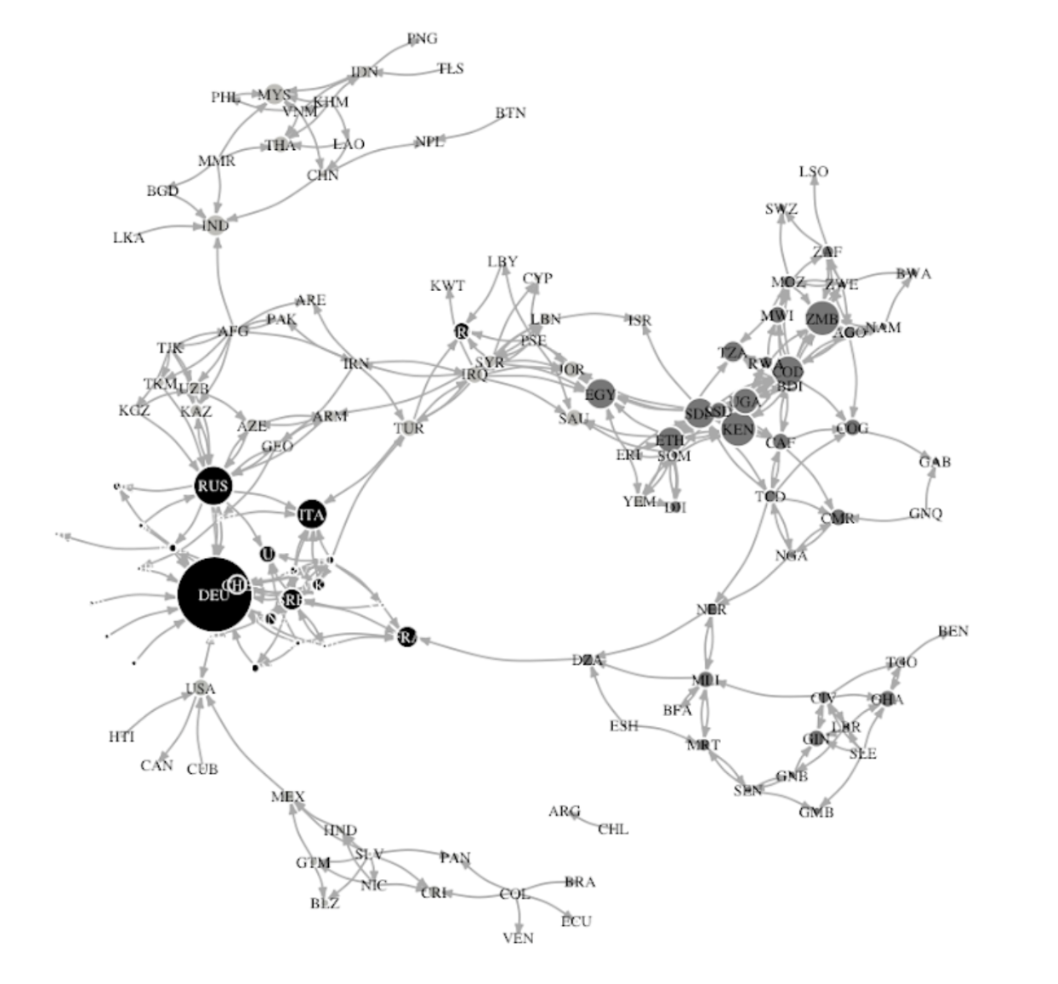 PNG
IDN
TLS
PHL
MYS
KHM
VNM
BTN
THA
LAO
NPL
MMR
CHN
LSO
BGD
SWZ
IND
LKA
ZAF
LBY
CYP
MOZ
ZWE
BWA
KWT
ARE
PAK
LBN
ISR
MWI
ZMB
AFG
AGO
NAM
PSE
TJK
TZA
IRN
SYR
RWA
IRQ
JOR
COD
TKM
UZB
BDI
EGY
KGZ
KAZ
UGA
ARM
SAU
SDN
SSD
AZE
TUR
KEN
COG
GEO
ETH
CAF
ERI
SOM
GAB
RUS
TCD
YEM
DJI
ITA
CMR
GNQ
U
NGA
CHE
K
DEU
SRB
N
NER
FRA
BEN
DZA
TGO
MLI
USA
CIV
GHA
BFA
ESH
LBR
HTI
GIN
MRT
SLE
CAN
CUB
GNB
SEN
MEX
ARG
GMB
HND
CHL
SLV
PAN
GTM
NIC
CRI
COL
BRA
BLZ
ECU
VEN